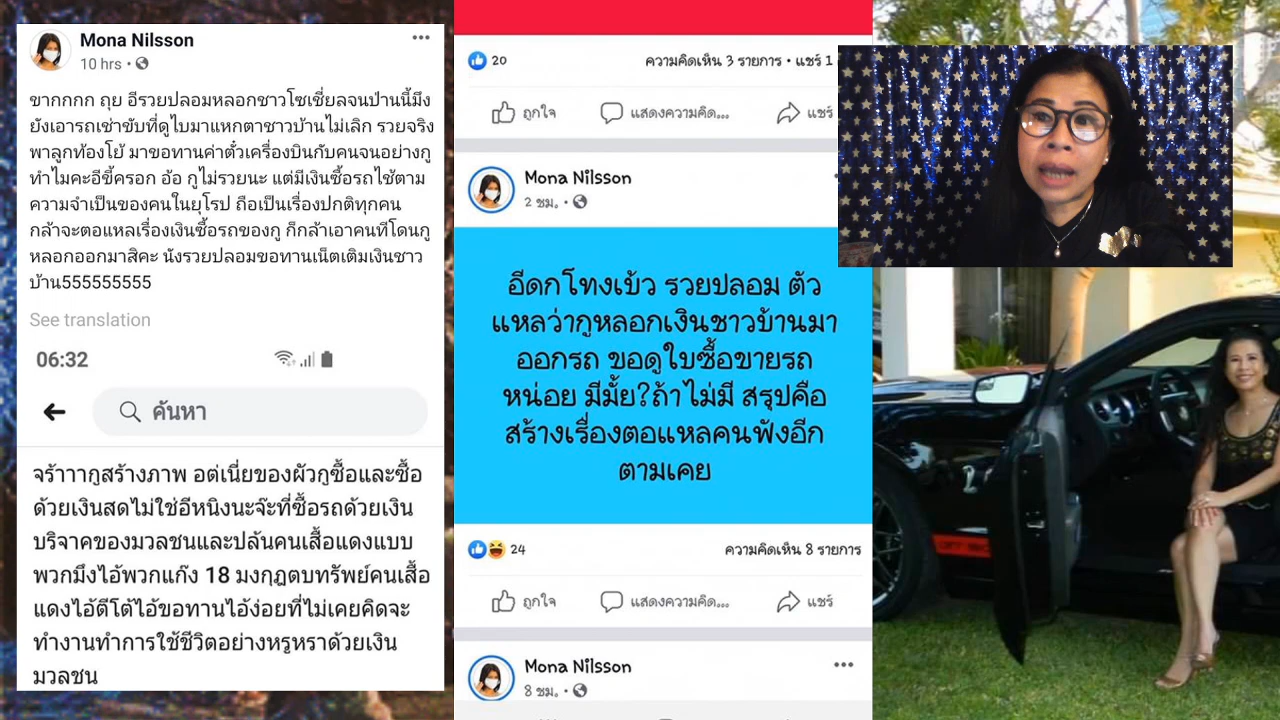 Mona Nilsson
10 hrs
ขากกกก ถุย อีรวยปลอมหลอกชาวโซเชี่ยลจนป่านนี้มึง
ยังเอารถเช่าขับที่ดูไบมาแหกตาชาวบ้านไม่เลิก รวยจริง
พาลูกท้องโย้ มาขอทานค่าตั๋วเครื่องบินกับคนจนอย่างกู
ทำไมคะอีขี้ครอก อ้อ กูไม่รวยนะ แต่มีเงินซื้อรถไช้ตาม
ความจำเป็นของคนในยุโรป ถือเป็นเรื่องปกติทุกคน
กล้าจะตอแหลเรื่องเงินซื้อรถของกู ก็กล้าเอาคนที่โดนกู
หลอกออกมาสิคะ นังรวยปลอมขอทานเน็ตเติมเงินชาว
บ้าน555555555
See translation
06:32
ค้นหา
จร้าาากูสร้างภาพ อต่เนี่ยของผัวกูซื้อและซื้อ
ด้วยเงินสดไม่ใช่อีหนิงนะจ๊ะที่ซื้อรถด้วยเงิน
บริจาคของมวลชนและปล้นคนเสื้อแดงแบบ
พวกมึงไอ้พวกแก๊ง 18 มงกุฎตบทรัพย์คนเสื้อ
แดงไอ้ตีโต้ไอ้ขอทานไอ้ง่อยที่ไม่เคยคิดจะ
ทำงานทำการใช้ชีวิตอย่างหรูหราด้วยเงิน
มวลชน
20
ความคิดเห็น 3 รายการ • แชร์ 1
ถูกใจ
แสดงความคิด...
แชร์
Mona Nilsson
2 ชม.
อีดกโทงเบ้ว รวยปลอม ตัว
แหลว่ากูหลอกเงินชาวบ้านมา
ออกรถ ขอดูใบซื้อขายรถ
หน่อย มีมั้ย?ถ้าไม่มี สรุปคือ
สร้างเรื่องตอแหลคนฟังอีก
ตามเคย
24
ความคิดเห็น 8 รายการ
ถูกใจ
แสดงความคิด...
แชร์
Mona Nilsson
8 ชม.